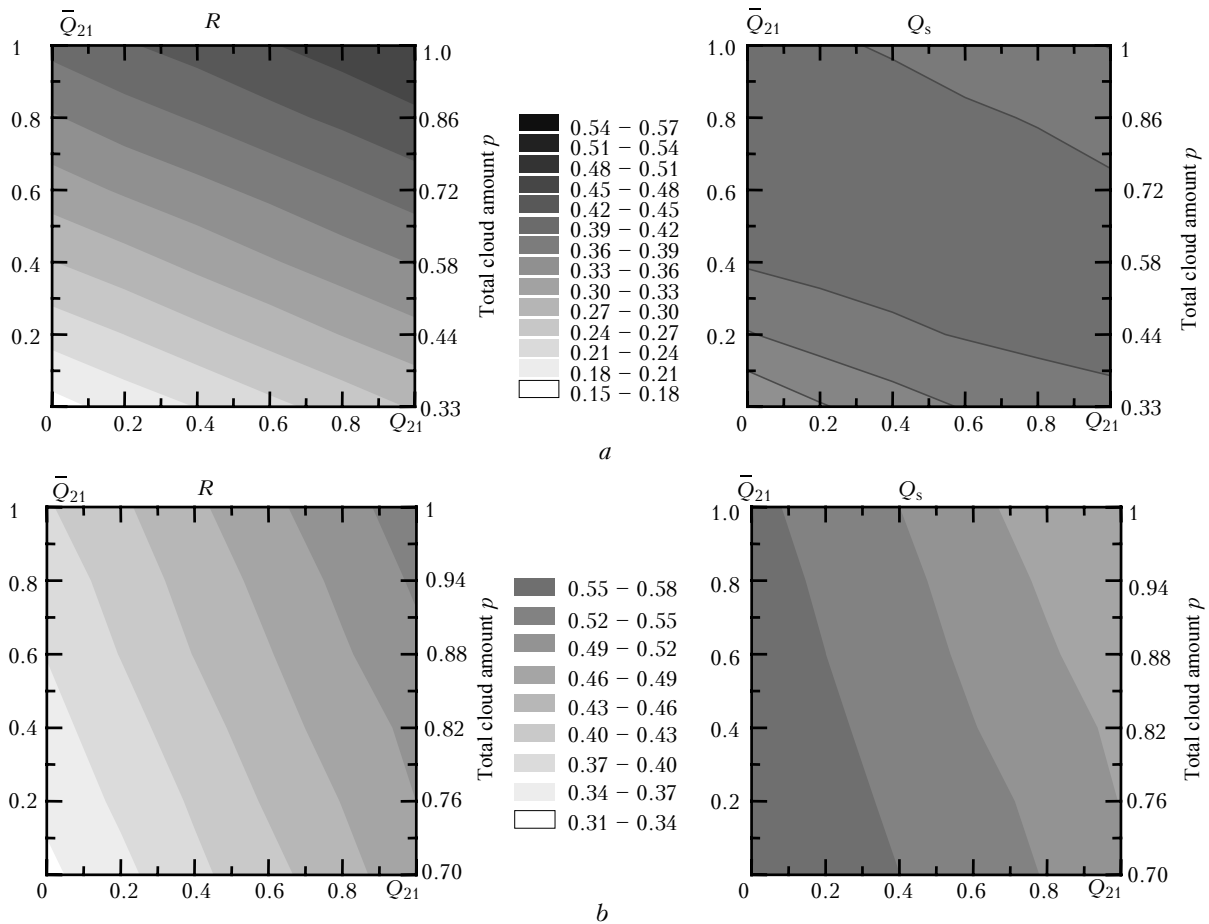 Q̅21 R
1
0.8
0.6
0.4
0.2
0 0.2 0.4 0.6 0.8 Q21
1.0
0.86
0.72
0.58
0.44
0.33
Total cloud amount p
0.54 – 0.57
0.51 – 0.54
0.48 – 0.51
0.45 – 0.48
0.42 – 0.45
0.39 – 0.42
0.36 – 0.39
0.33 – 0.36
0.30 – 0.33
0.27 – 0.30
0.24 – 0.27
0.21 – 0.24
0.18 – 0.21
0.15 – 0.18
Q̅21 Qs
1.0
0.8
0.6
0.4
0.2
0 0.2 0.4 0.6 0.8 Q21
1
0.86
0.72
0.58
0.44
0.33
Total cloud amount p
a
Q̅21 R
1
0.8
0.6
0.4
0.2
0 0.2 0.4 0.6 0.8 Q21
1
0.94
0.88
0.82
0.76
0.70
Total cloud amount p
0.55 – 0.58
0.52 – 0.55
0.49 – 0.52
0.46 – 0.49
0.43 – 0.46
0.40 – 0.43
0.37 – 0.40
0.34 – 0.37
0.31 – 0.34
Q̅21 Qs
1.0
0.8
0.6
0.4
0.2
0 0.2 0.4 0.6 0.8 Q21
1
0.94
0.88
0.82
0.76
0.70
Total cloud amount p
b